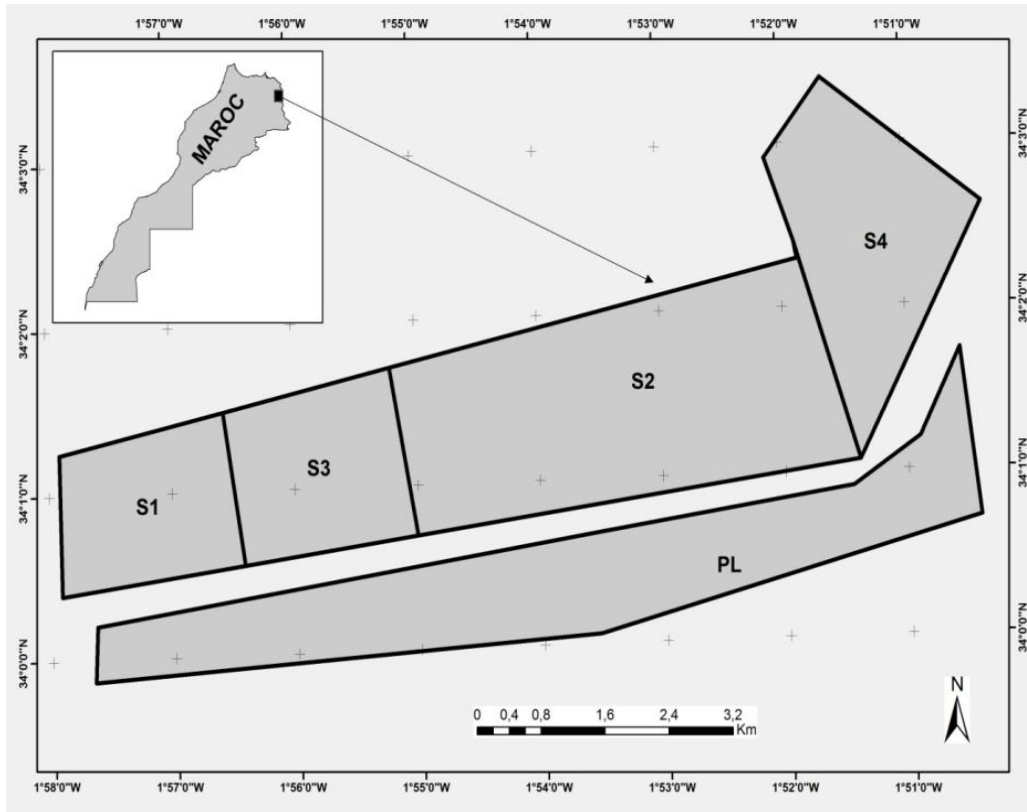 1°57'0"W 1°56'0"W 1°55'0"W 1°54'0"W 1°53'0"W 1°52'0"W 1°51'0"W
MAROC
34°3'0"N
34°3'0"N
S4
34°2'0"N
34°2'0"N
S2
S3
S1
34°1'0"N
34°1'0"N
PL
34°0'0"N
34°0'0"N
N
0 0,4 0,8 1,6 2,4 3,2
Km
1°58'0"W 1°57'0"W 1°56'0"W 1°55'0"W 1°54'0"W 1°53'0"W 1°52'0"W 1°51'0"W